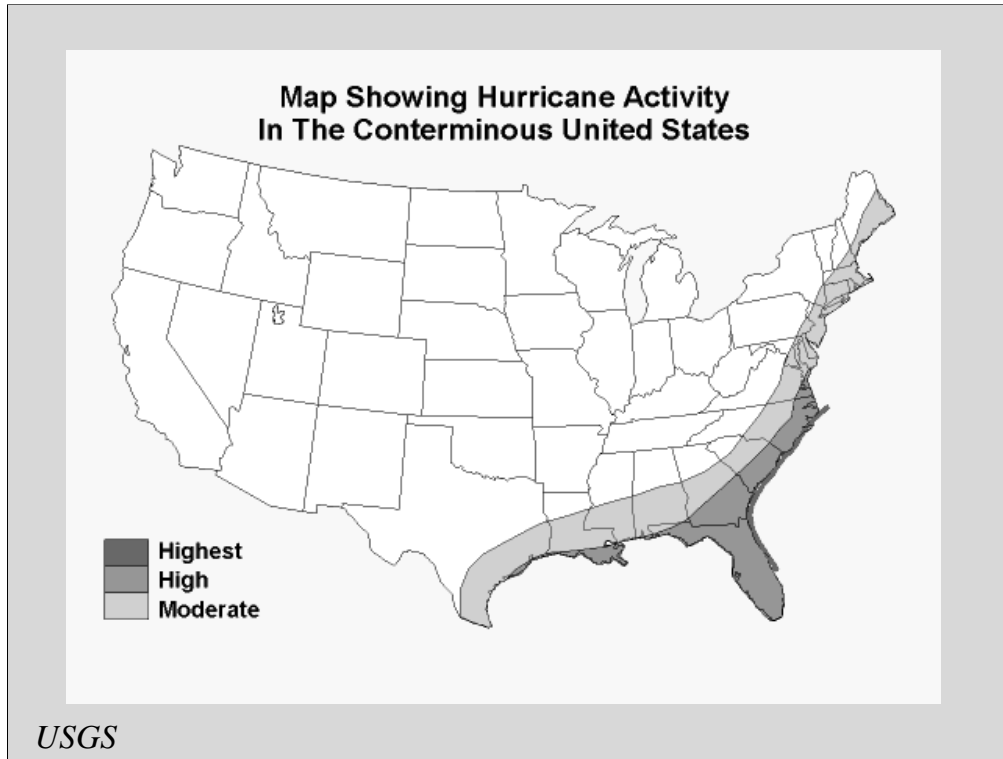 Map Showing Hurricane Activity
In The Conterminous United States
Highest
High
Moderate
USGS